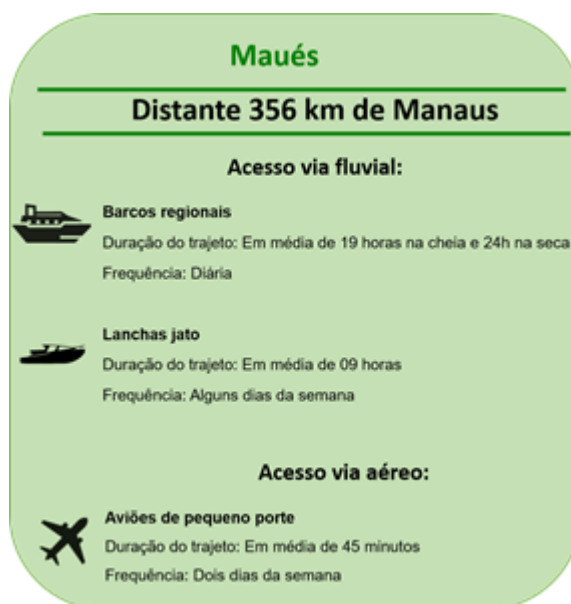 Maués
Distante 356 km de Manaus
Acesso via fluvial:
Barcos regionais
Duração do trajeto: Em média de 19 horas na cheia e 24h na seca
Frequência: Diária
Lanchas jato
Duração do trajeto: Em média de 09 horas
Frequência: Alguns dias da semana
Acesso via aéreo:
Aviões de pequeno porte
Duração do trajeto: Em média de 45 minutos
Frequência: Dois dias da semana